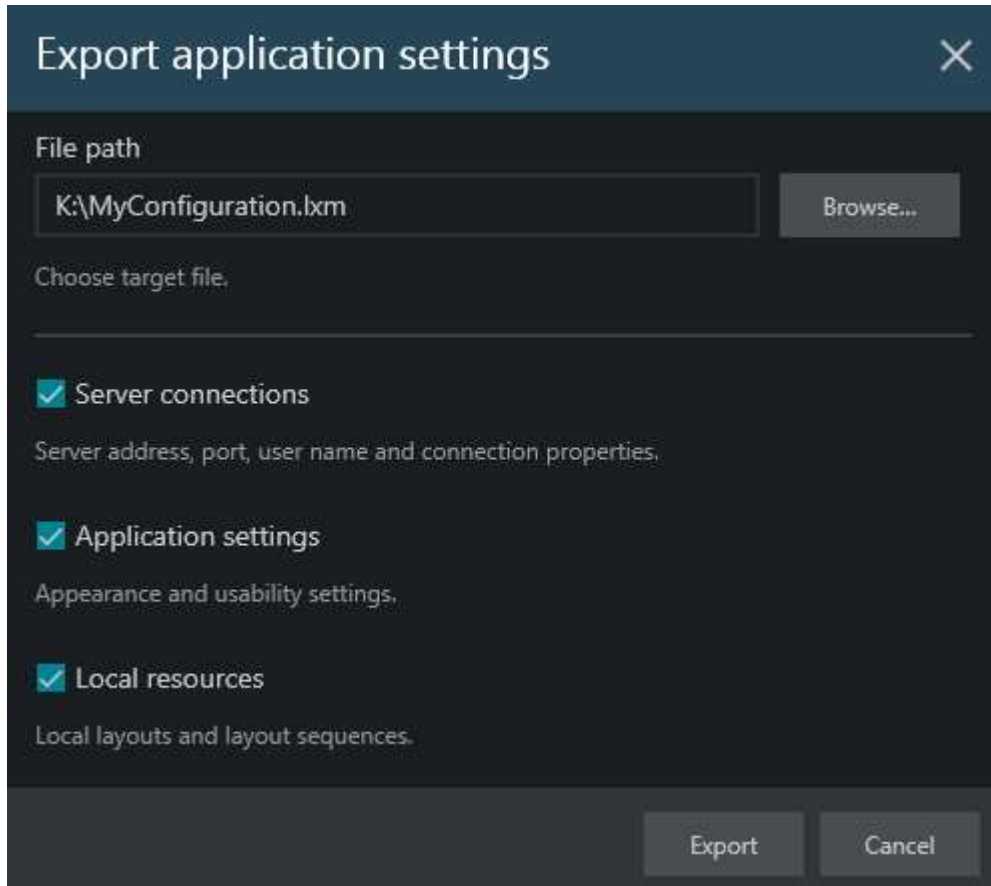 Export application settings
File path
K:\MyConfiguration.lxm
Browse...
Choose target file.
Server connections
Server address, port, user name and connection properties.
Application settings
Appearance and usability settings.
Local resources
Local layouts and layout sequences.
Export
Cancel